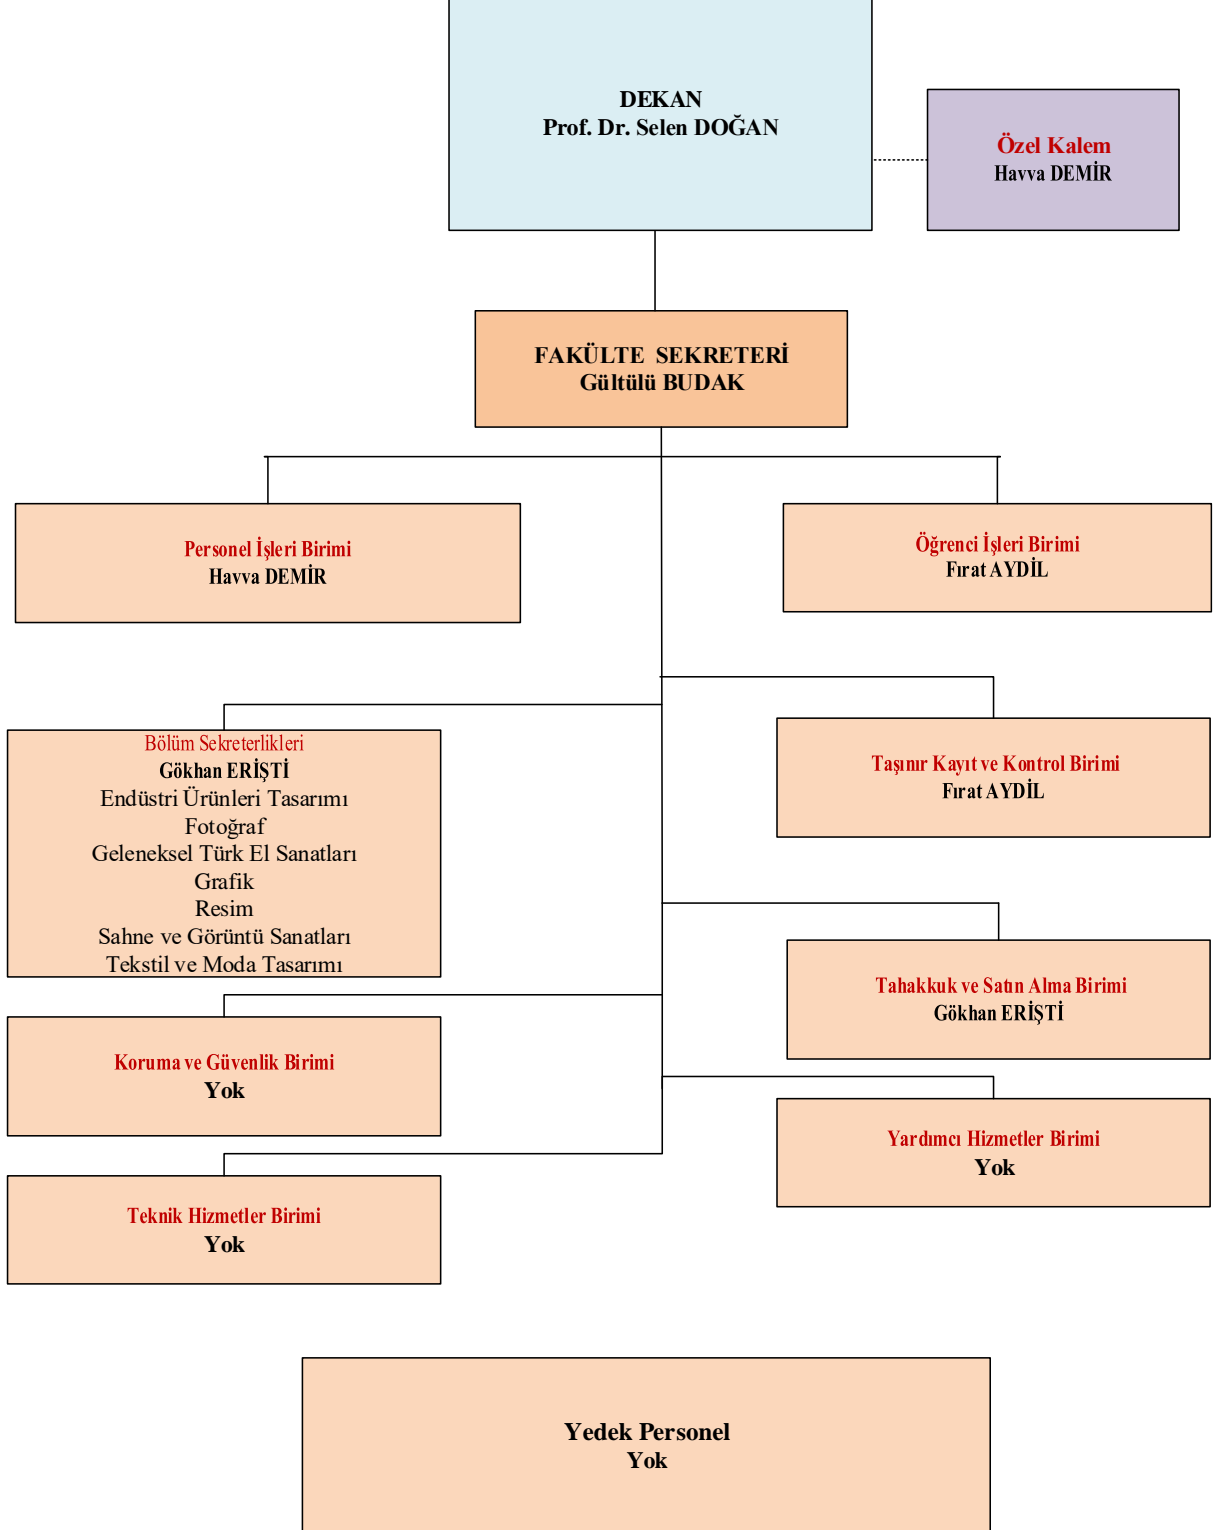 DEKAN
Prof. Dr. Selen DOĞAN
Özel Kalem
Havva DEMİR
FAKÜLTE SEKRETERİ
Gültülü BUDAK
Personel İşleri Birimi
Havva DEMİR
Öğrenci İşleri Birimi
Fırat AYDİL
Bölüm Sekreterlikleri
Gökhan ERİŞTİ
Endüstri Ürünleri Tasarımı
Fotoğraf
Geleneksel Türk El Sanatları
Grafik
Resim
Sahne ve Görüntü Sanatları
Tekstil ve Moda Tasarımı
Taşınır Kayıt ve Kontrol Birimi
Fırat AYDİL
Tahakkuk ve Satın Alma Birimi
Gökhan ERİŞTİ
Koruma ve Güvenlik Birimi
Yok
Yardımcı Hizmetler Birimi
Yok
Teknik Hizmetler Birimi
Yok
Yedek Personel
Yok